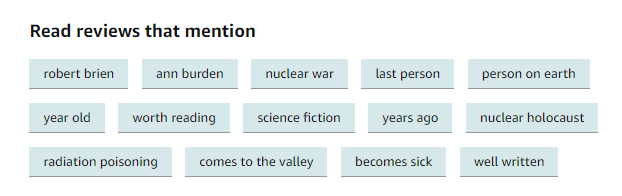 Read reviews that mention
robert brien ann burden nuclear war last person person on earth
year old worth reading science fiction years ago nuclear holocaust
radiation poisoning comes to the valley becomes sick well written